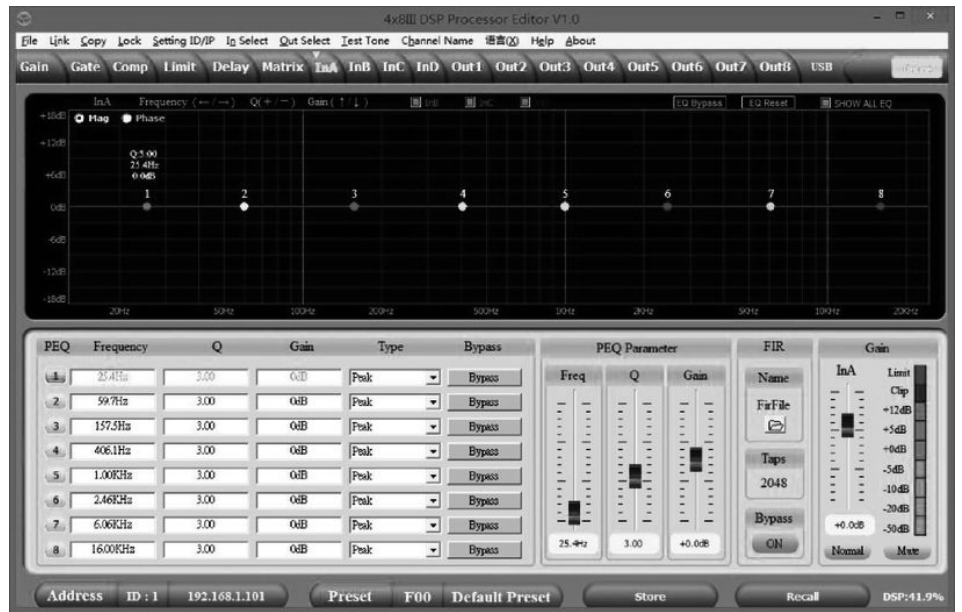 4x8III DSP Processor Editor V1.0
File Link Copy Lock Setting ID/IP In Select Out Select Test Tone Channel Name 语言(X) Help About
Gain Gate Comp Limit Delay Matrix InA InB InC InD Out1 Out2 Out3 Out4 Out5 Out6 Out7 Out8 USB
InA Frequency (←/→) Q(+/−) Gain(↑/↓) InB InC EQ Bypass EQ Reset SHOW ALL EQ
+18dB Mag Phase
+12dB
Q:3.00
25.4Hz
+6dB 0.0dB
1 2 3 4 5 6 7 8
0dB
-6dB
-12dB
-18dB
20Hz 50Hz 100Hz 200Hz 500Hz 1KHz 2KHz 5KHz 10KHz 20KHz
PEQ Frequency Q Gain Type Bypass PEQ Parameter FIR Gain
1 25.4Hz 3.00 0dB Peak Bypass
2 59.7Hz 3.00 0dB Peak Bypass
3 157.5Hz 3.00 0dB Peak Bypass
4 406.1Hz 3.00 0dB Peak Bypass
5 1.00KHz 3.00 0dB Peak Bypass
6 2.46KHz 3.00 0dB Peak Bypass
7 6.06KHz 3.00 0dB Peak Bypass
8 16.00KHz 3.00 0dB Peak Bypass
Freq Q Gain
25.4Hz 3.00 +0.0dB
Name
FirFile
Taps
2048
Bypass
ON
InA
Limit
Clip
+12dB
+5dB
+0dB
-5dB
-10dB
-20dB
-50dB
+0.0dB
Normal Mute
Address ID : 1 192.168.1.101 Preset F00 Default Preset Store Recall DSP:41.9%